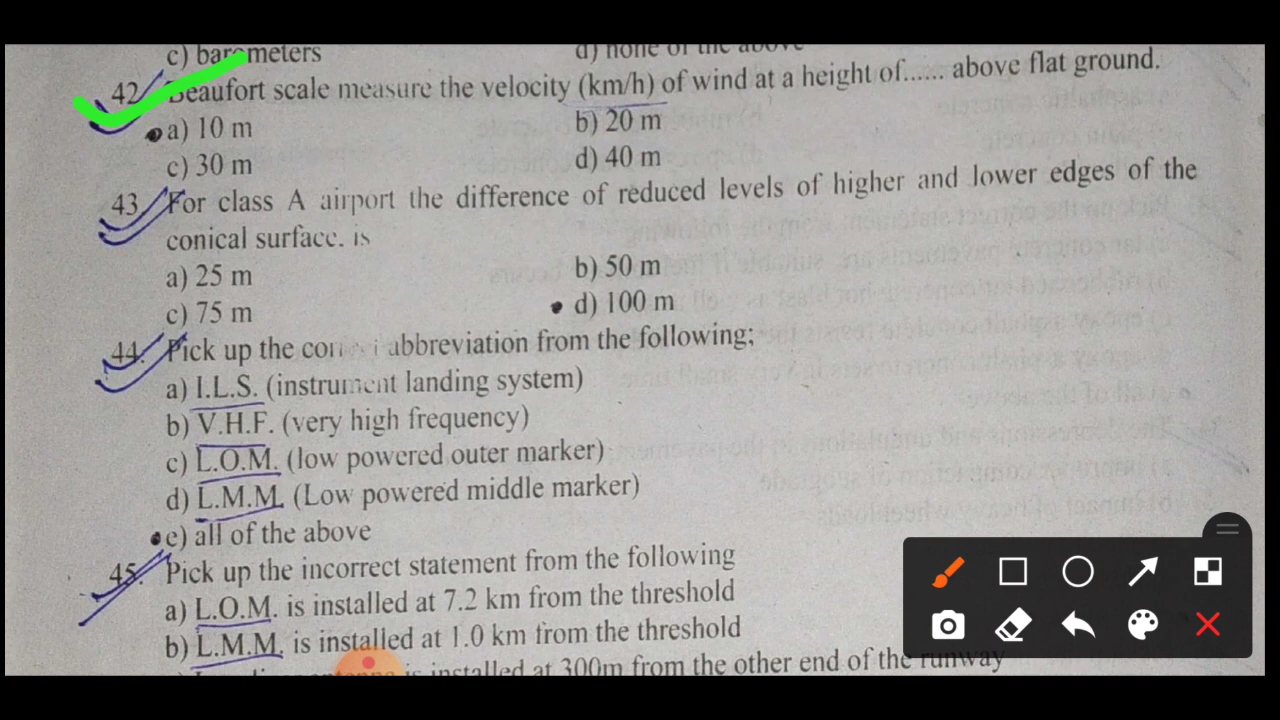 c) barometers d) none of the above
42. Beaufort scale measure the velocity (km/h) of wind at a height of...... above flat ground.
a) 10 m b) 20 m
c) 30 m d) 40 m
43. For class A airport the difference of reduced levels of higher and lower edges of the
conical surface. is
a) 25 m b) 50 m
c) 75 m d) 100 m
44. Pick up the correct abbreviation from the following;
a) I.L.S. (instrument landing system)
b) V.H.F. (very high frequency)
c) L.O.M. (low powered outer marker)
d) L.M.M. (Low powered middle marker)
e) all of the above
45. Pick up the incorrect statement from the following
a) L.O.M. is installed at 7.2 km from the threshold
b) L.M.M. is installed at 1.0 km from the threshold
is installed at 300m from the other end of the runway